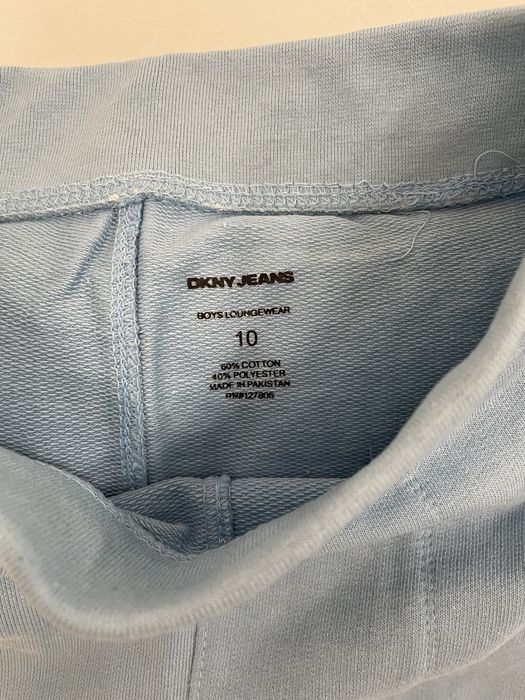 DKNY JEANS
BOYS LOUNGEWEAR
10
60% COTTON
40% POLYESTER
MADE IN PAKISTAN
RN#127806